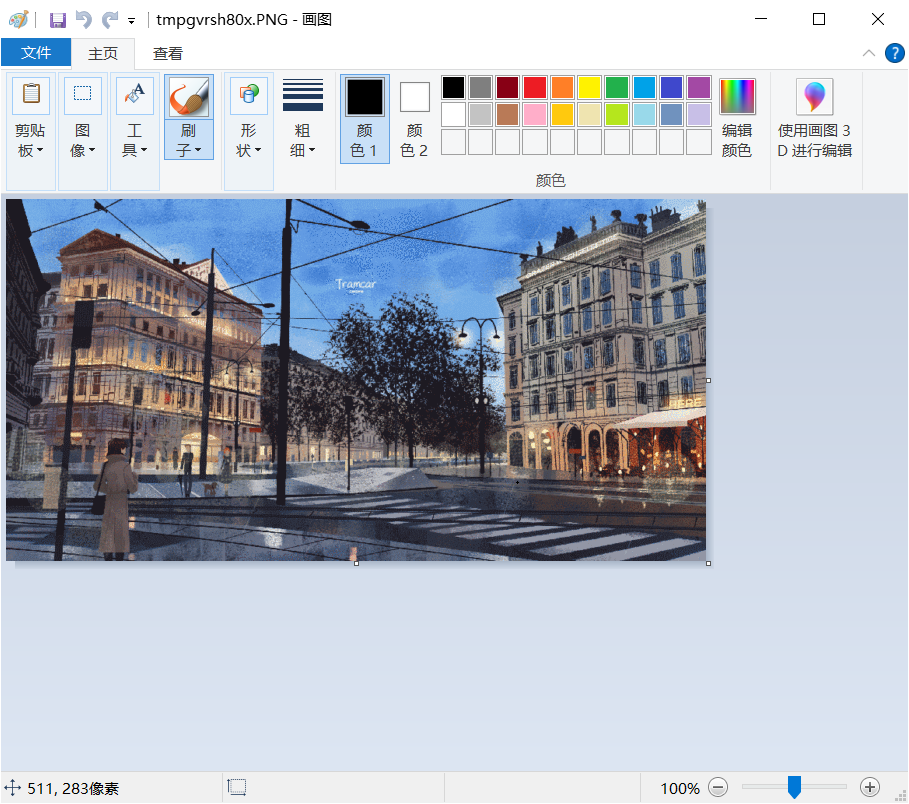 tmpgvrsh80x.PNG - 画图
文件 主页 查看
剪贴
板
图
像
工
具
刷
子
形
状
粗
细
颜
色 1
颜
色 2
编辑
颜色
使用画图 3
D 进行编辑
颜色
Tramcar
HERE
511, 283像素
100%